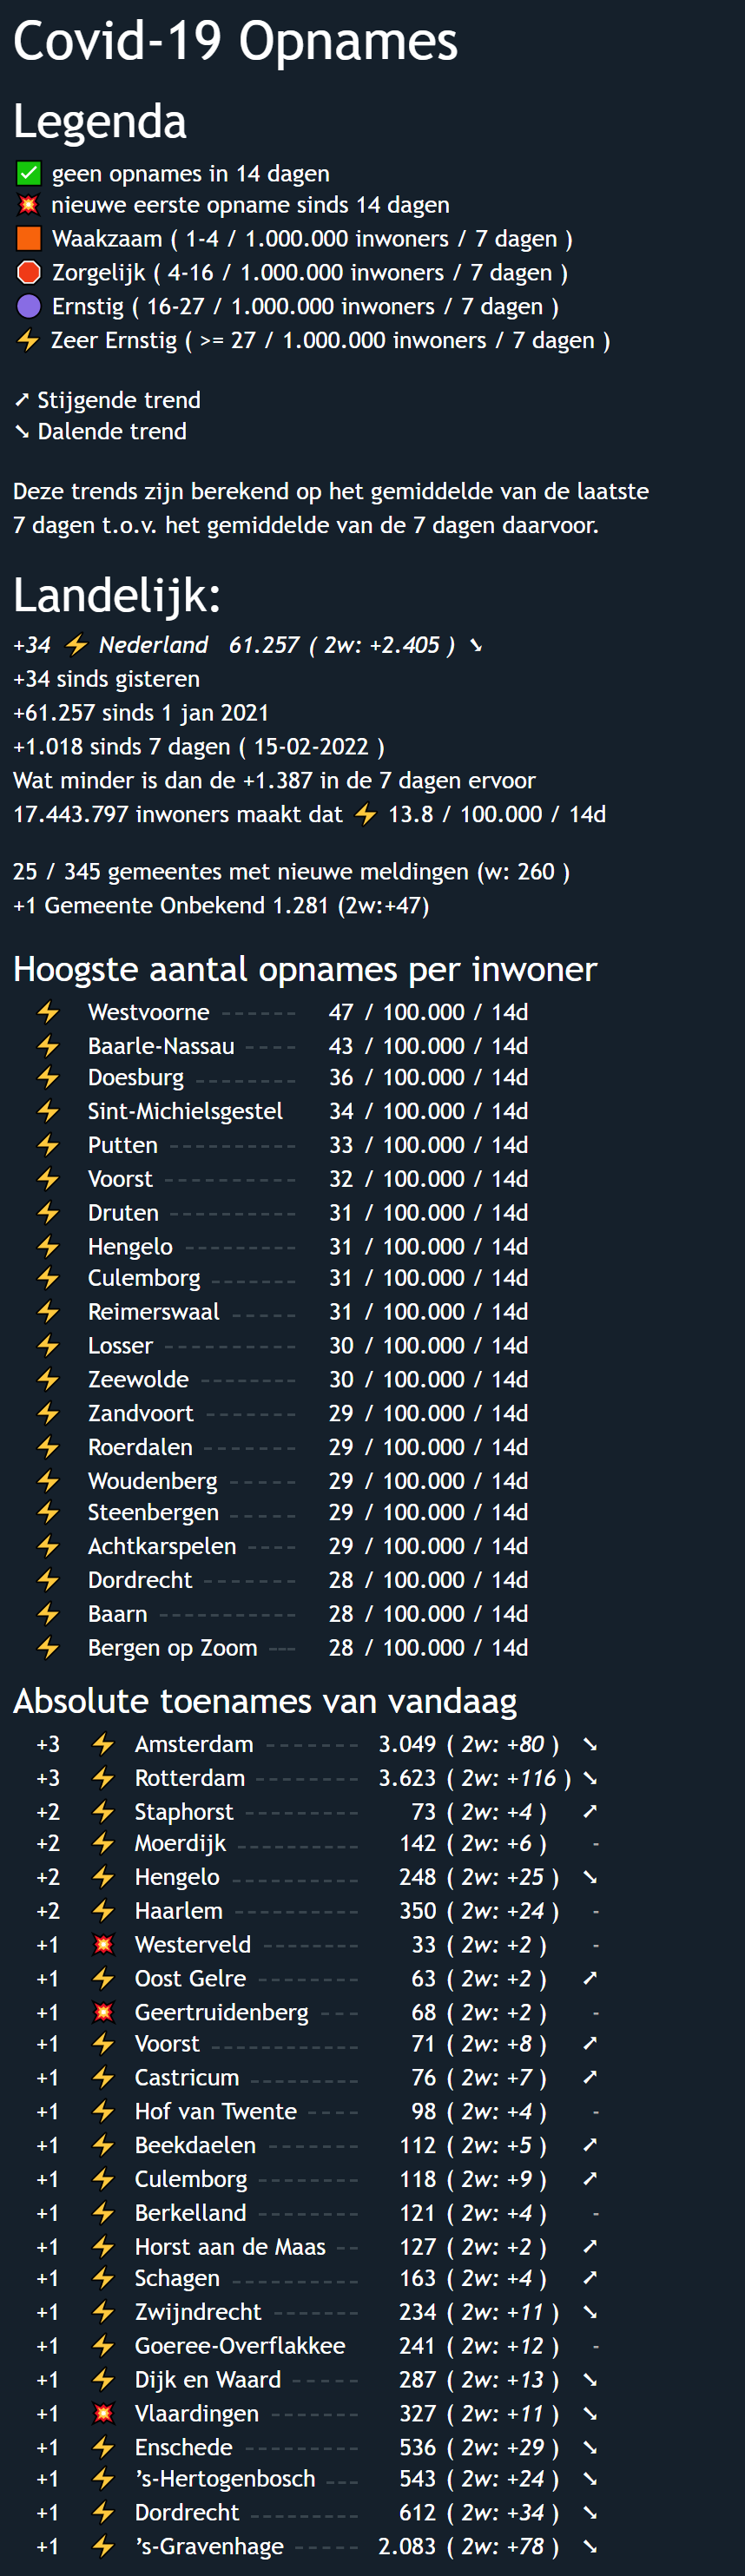 Covid-19 Opnames
Legenda
✅ geen opnames in 14 dagen
💥 nieuwe eerste opname sinds 14 dagen
🟧 Waakzaam ( 1-4 / 1.000.000 inwoners / 7 dagen )
🛑 Zorgelijk ( 4-16 / 1.000.000 inwoners / 7 dagen )
🟣 Ernstig ( 16-27 / 1.000.000 inwoners / 7 dagen )
⚡ Zeer Ernstig ( >= 27 / 1.000.000 inwoners / 7 dagen )
➚ Stijgende trend
➘ Dalende trend
Deze trends zijn berekend op het gemiddelde van de laatste
7 dagen t.o.v. het gemiddelde van de 7 dagen daarvoor.
Landelijk:
+34 ⚡ Nederland 61.257 ( 2w: +2.405 ) ➘
+34 sinds gisteren
+61.257 sinds 1 jan 2021
+1.018 sinds 7 dagen ( 15-02-2022 )
Wat minder is dan de +1.387 in de 7 dagen ervoor
17.443.797 inwoners maakt dat ⚡ 13.8 / 100.000 / 14d
25 / 345 gemeentes met nieuwe meldingen (w: 260 )
+1 Gemeente Onbekend 1.281 (2w:+47)
Hoogste aantal opnames per inwoner
⚡ Westvoorne ------ 47 / 100.000 / 14d
⚡ Baarle-Nassau ---- 43 / 100.000 / 14d
⚡ Doesburg -------- 36 / 100.000 / 14d
⚡ Sint-Michielsgestel 34 / 100.000 / 14d
⚡ Putten ---------- 33 / 100.000 / 14d
⚡ Voorst ----------- 32 / 100.000 / 14d
⚡ Druten ---------- 31 / 100.000 / 14d
⚡ Hengelo --------- 31 / 100.000 / 14d
⚡ Culemborg ------ 31 / 100.000 / 14d
⚡ Reimerswaal ----- 31 / 100.000 / 14d
⚡ Losser ----------- 30 / 100.000 / 14d
⚡ Zeewolde ------- 30 / 100.000 / 14d
⚡ Zandvoort ------- 29 / 100.000 / 14d
⚡ Roerdalen ------- 29 / 100.000 / 14d
⚡ Woudenberg ----- 29 / 100.000 / 14d
⚡ Steenbergen ----- 29 / 100.000 / 14d
⚡ Achtkarspelen ---- 29 / 100.000 / 14d
⚡ Dordrecht ------- 28 / 100.000 / 14d
⚡ Baarn ----------- 28 / 100.000 / 14d
⚡ Bergen op Zoom --- 28 / 100.000 / 14d
Absolute toenames van vandaag
+3 ⚡ Amsterdam ------- 3.049 ( 2w: +80 ) ➘
+3 ⚡ Rotterdam -------- 3.623 ( 2w: +116 ) ➘
+2 ⚡ Staphorst --------- 73 ( 2w: +4 ) ➚
+2 ⚡ Moerdijk --------- 142 ( 2w: +6 ) -
+2 ⚡ Hengelo ---------- 248 ( 2w: +25 ) ➘
+2 ⚡ Haarlem ---------- 350 ( 2w: +24 ) -
+1 💥 Westerveld ------- 33 ( 2w: +2 ) -
+1 ⚡ Oost Gelre -------- 63 ( 2w: +2 ) ➚
+1 💥 Geertruidenberg --- 68 ( 2w: +2 ) -
+1 ⚡ Voorst ----------- 71 ( 2w: +8 ) ➚
+1 ⚡ Castricum -------- 76 ( 2w: +7 ) ➚
+1 ⚡ Hof van Twente ---- 98 ( 2w: +4 ) -
+1 ⚡ Beekdaelen ------- 112 ( 2w: +5 ) ➚
+1 ⚡ Culemborg -------- 118 ( 2w: +9 ) ➚
+1 ⚡ Berkelland -------- 121 ( 2w: +4 ) -
+1 ⚡ Horst aan de Maas -- 127 ( 2w: +2 ) ➚
+1 ⚡ Schagen ---------- 163 ( 2w: +4 ) ➚
+1 ⚡ Zwijndrecht ------- 234 ( 2w: +11 ) ➘
+1 ⚡ Goeree-Overflakkee 241 ( 2w: +12 ) -
+1 ⚡ Dijk en Waard ----- 287 ( 2w: +13 ) ➘
+1 💥 Vlaardingen ------- 327 ( 2w: +11 ) ➘
+1 ⚡ Enschede --------- 536 ( 2w: +29 ) ➘
+1 ⚡ ’s-Hertogenbosch --- 543 ( 2w: +24 ) ➘
+1 ⚡ Dordrecht --------- 612 ( 2w: +34 ) ➘
+1 ⚡ ’s-Gravenhage ----- 2.083 ( 2w: +78 ) ➘